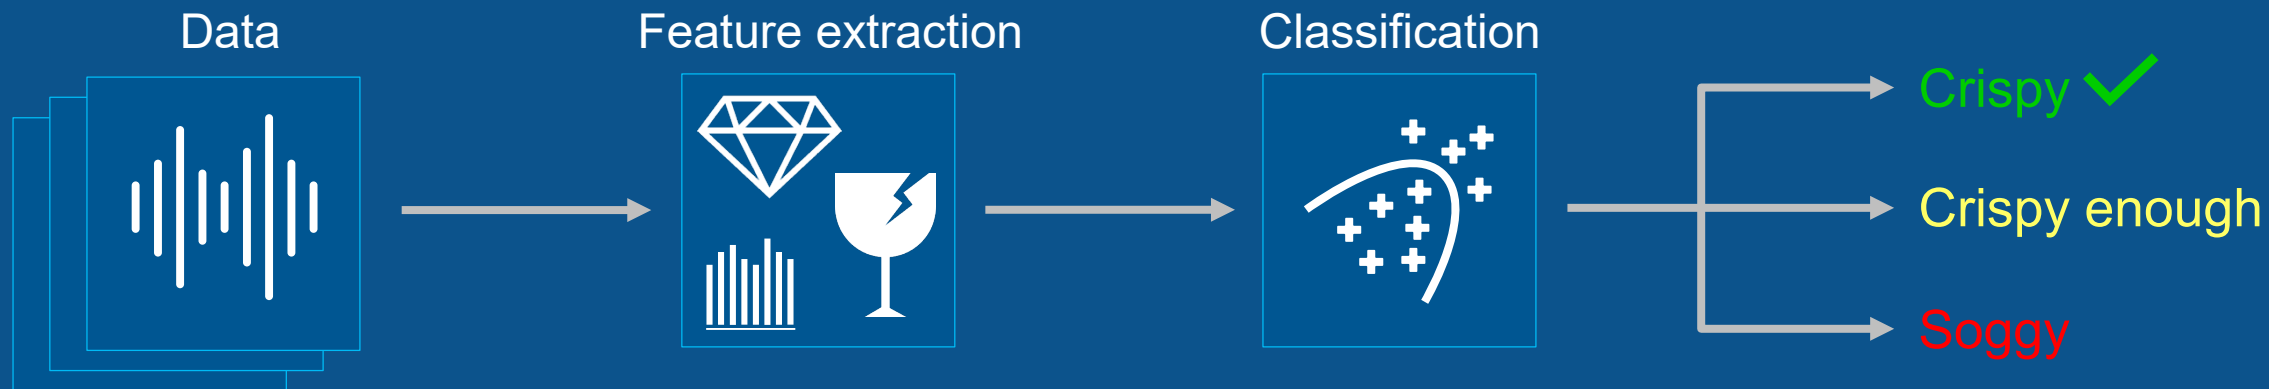 Data
Feature extraction
Classification
Crispy
Crispy enough
Soggy